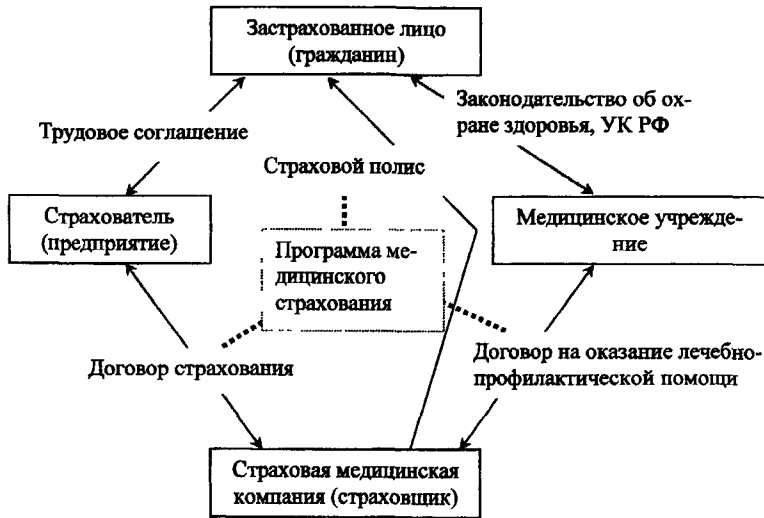 Застрахованное лицо
(гражданин)
Законодательство об ох-
ране здоровья, УК РФ
Трудовое соглашение
Страховой полис
Страхователь
(предприятие)
Медицинское учрежде-
ние
Программа ме-
дицинского
страхования
Договор страхования
Договор на оказание лечебно-
профилактической помощи
Страховая медицинская
компания (страховщик)